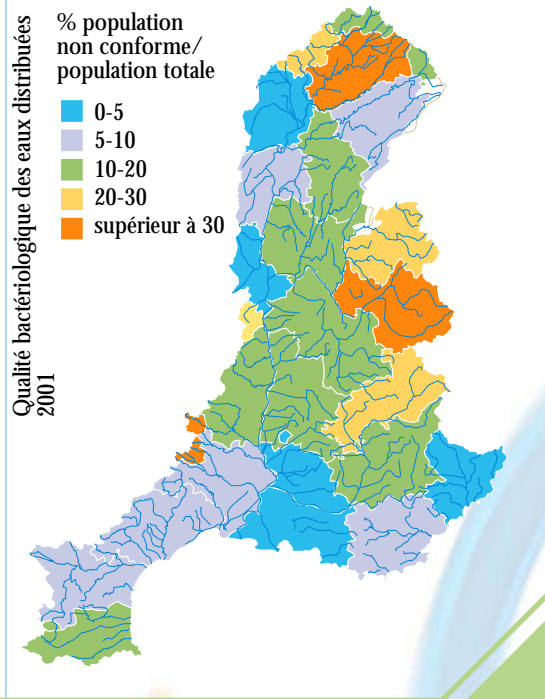 Qualité bactériologique des eaux distribuées
2001
% population
non conforme/
population totale
0-5
5-10
10-20
20-30
supérieur à 30